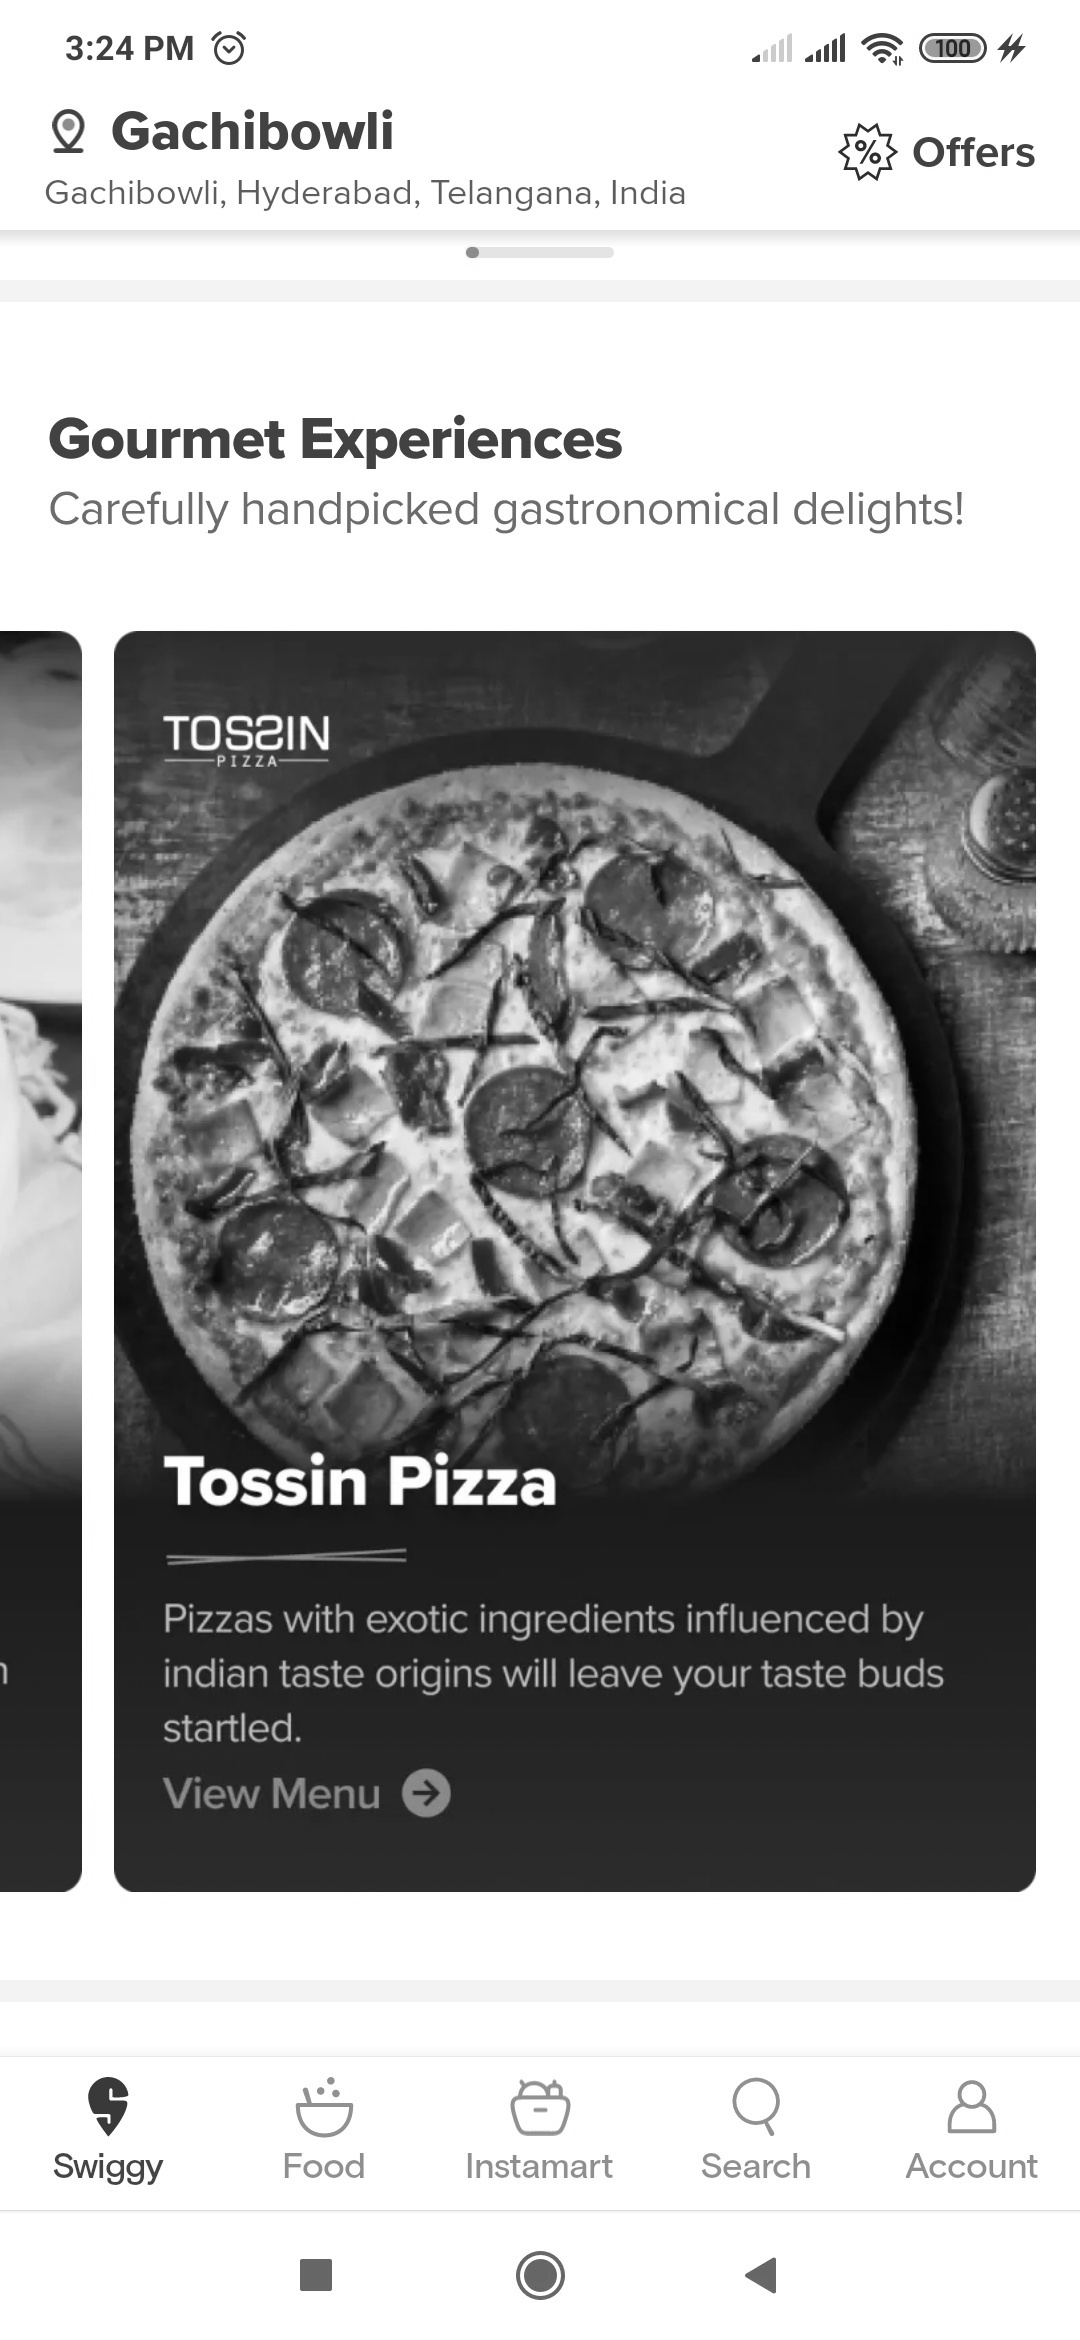 3:24 PM
100
Gachibowli
Offers
Gachibowli, Hyderabad, Telangana, India
Gourmet Experiences
Carefully handpicked gastronomical delights!
TOSSIN
PIZZA
Tossin Pizza
Pizzas with exotic ingredients influenced by
indian taste origins will leave your taste buds
startled.
View Menu
Swiggy
Food
Instamart
Search
Account